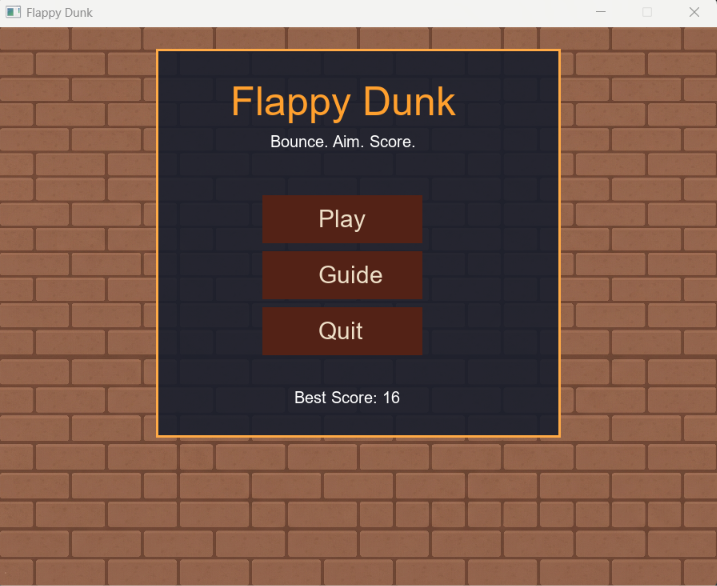 Flappy Dunk
Flappy Dunk
Bounce. Aim. Score.
Play
Guide
Quit
Best Score: 16